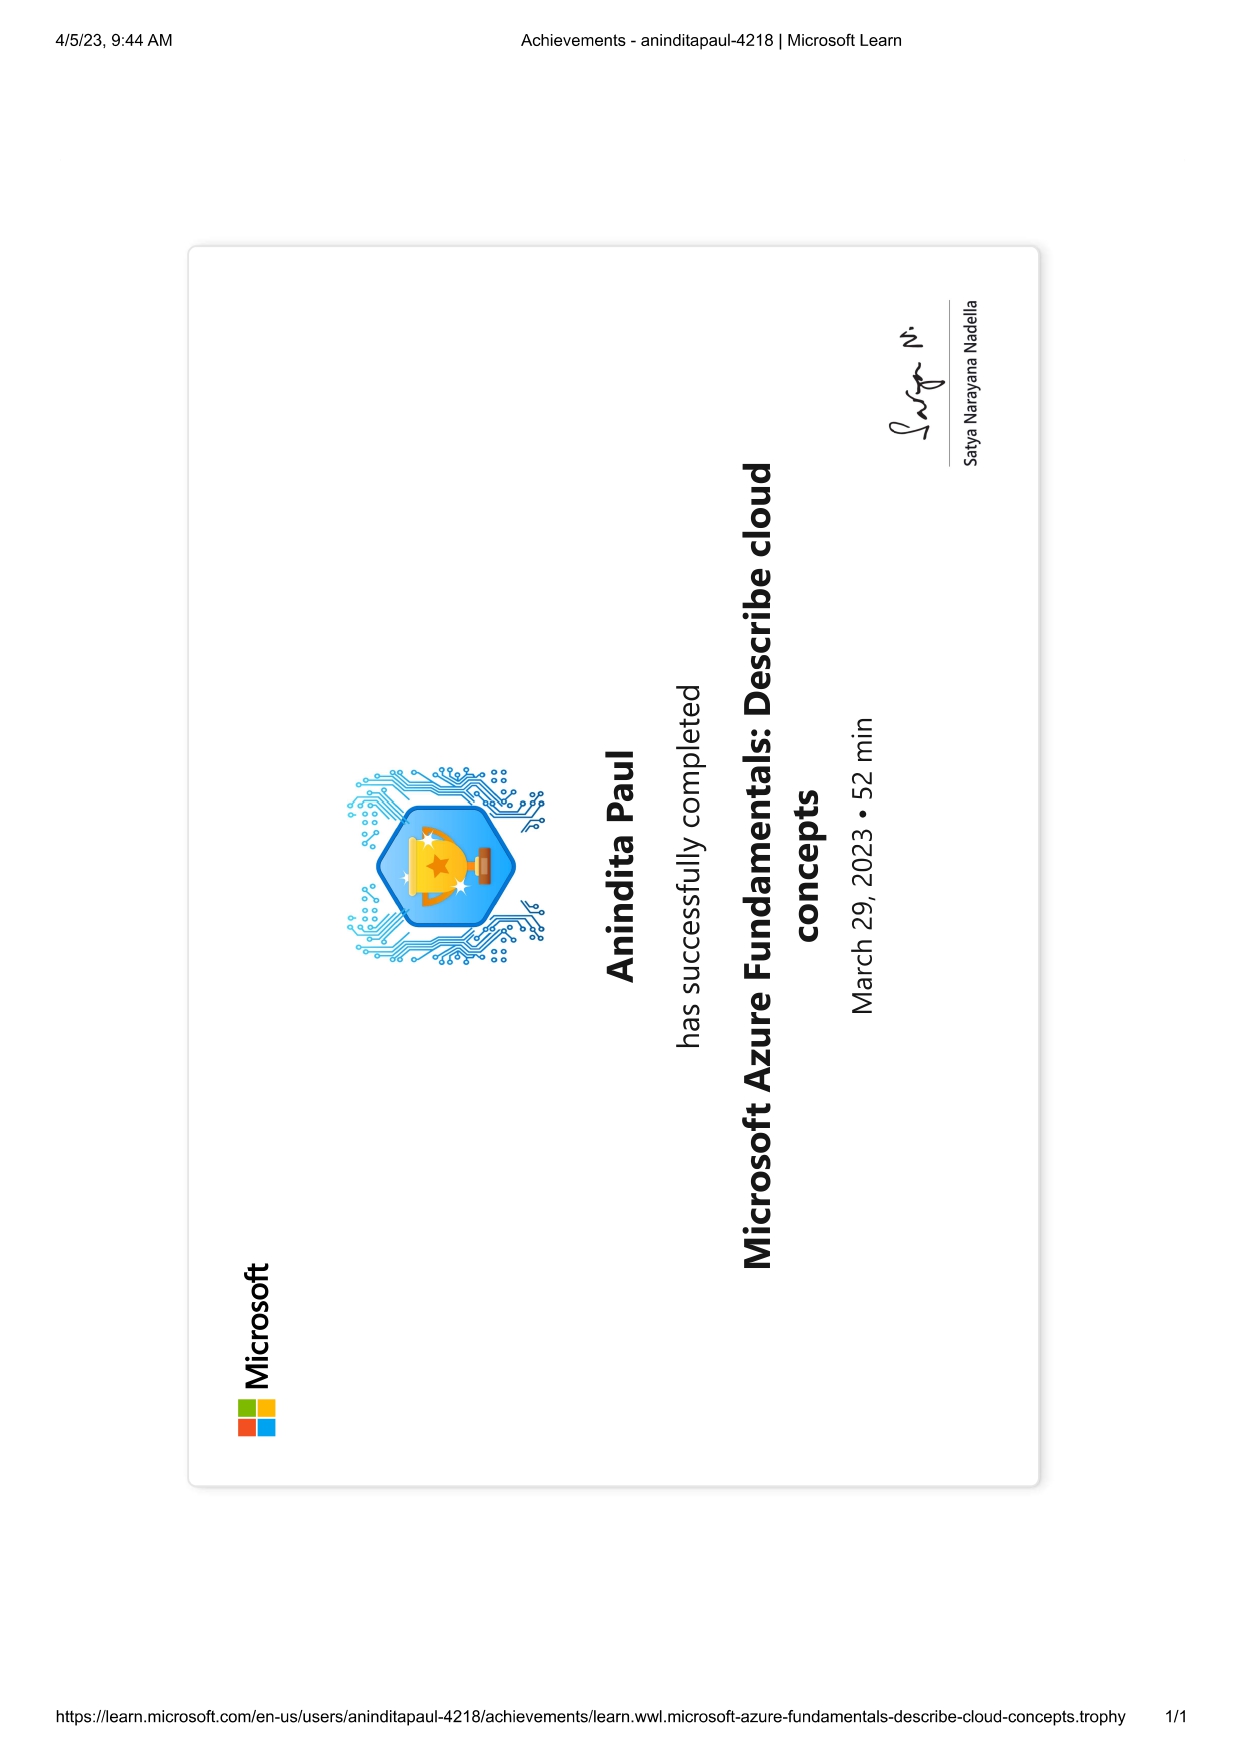 4/5/23, 9:44 AM
Achievements - aninditapaul-4218 | Microsoft Learn
Microsoft
Anindita Paul
has successfully completed
Microsoft Azure Fundamentals: Describe cloud
concepts
March 29, 2023 • 52 min
Satya N.
Satya Narayana Nadella
https://learn.microsoft.com/en-us/users/aninditapaul-4218/achievements/learn.wwl.microsoft-azure-fundamentals-describe-cloud-concepts.trophy
1/1